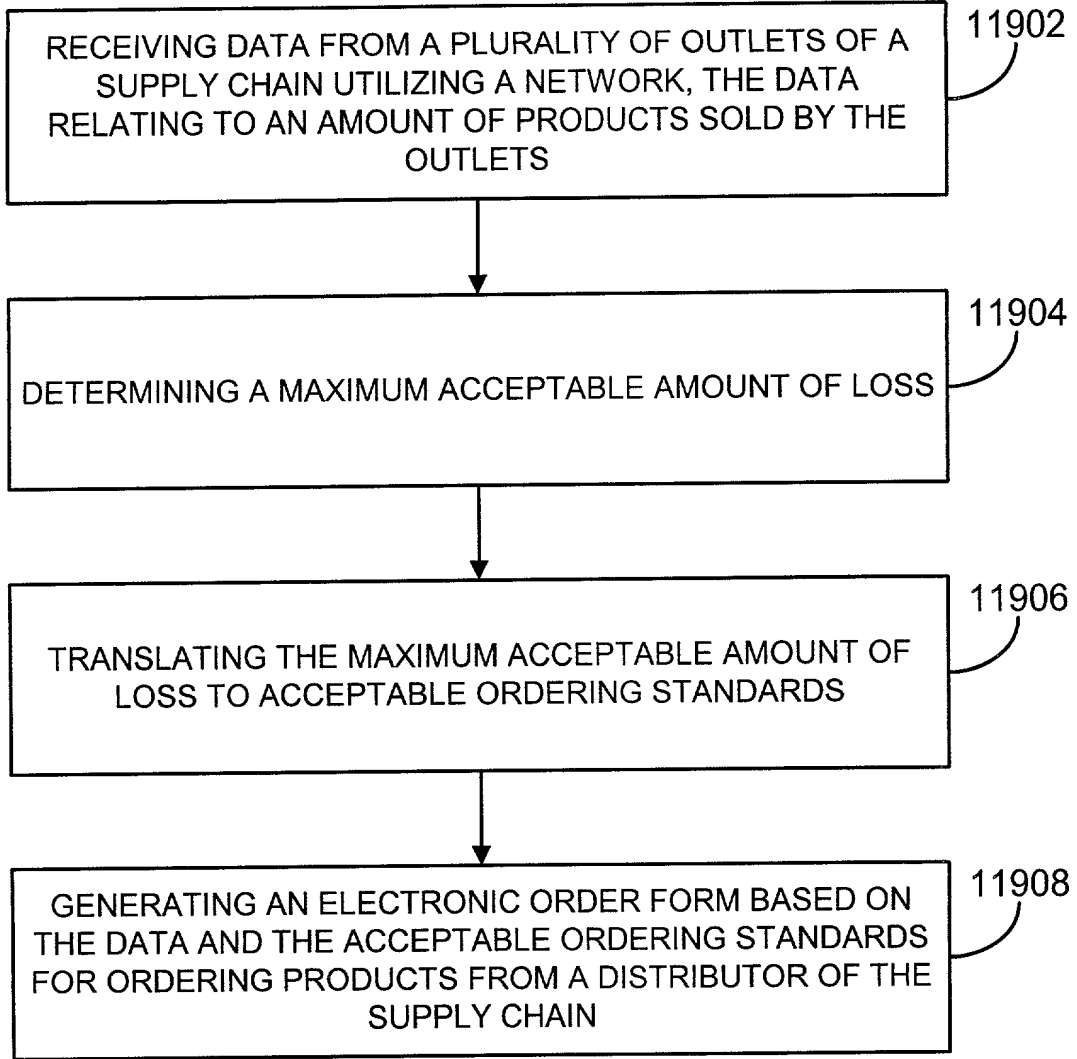 RECEIVING DATA FROM A PLURALITY OF OUTLETS OF A
SUPPLY CHAIN UTILIZING A NETWORK, THE DATA
RELATING TO AN AMOUNT OF PRODUCTS SOLD BY THE
OUTLETS
11902
DETERMINING A MAXIMUM ACCEPTABLE AMOUNT OF LOSS
11904
TRANSLATING THE MAXIMUM ACCEPTABLE AMOUNT OF
LOSS TO ACCEPTABLE ORDERING STANDARDS
11906
GENERATING AN ELECTRONIC ORDER FORM BASED ON
THE DATA AND THE ACCEPTABLE ORDERING STANDARDS
FOR ORDERING PRODUCTS FROM A DISTRIBUTOR OF THE
SUPPLY CHAIN
11908